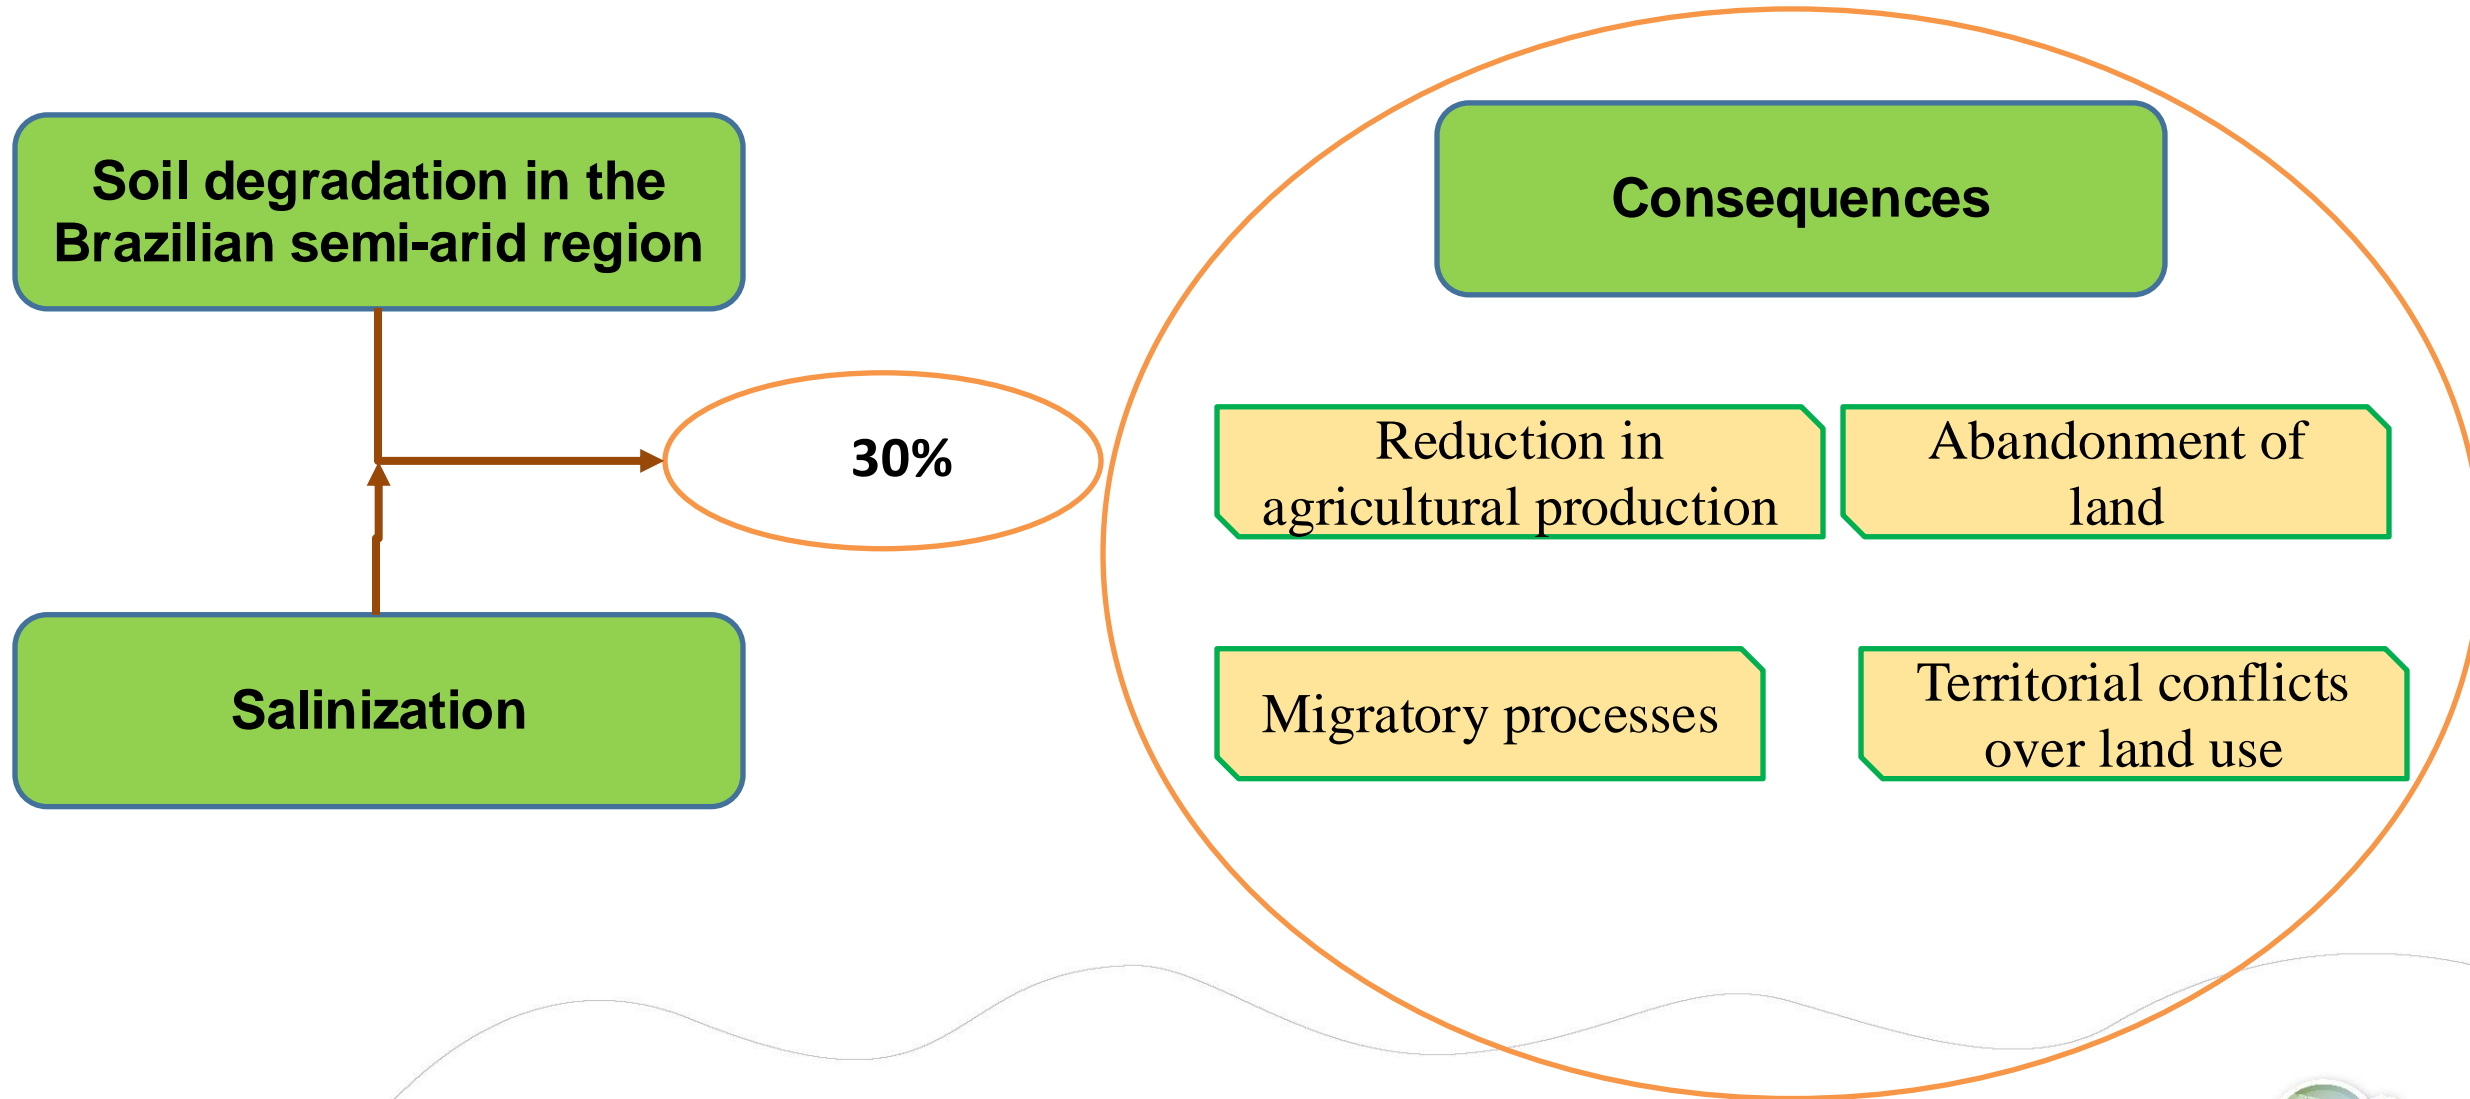 Soil degradation in the
Brazilian semi-arid region
Salinization
30%
Consequences
Reduction in
agricultural production
Abandonment of
land
Migratory processes
Territorial conflicts
over land use